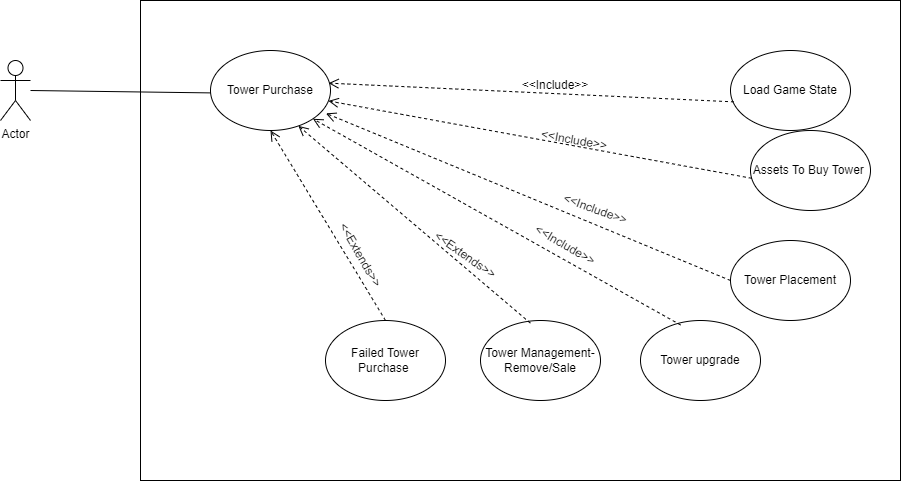 Actor
Tower Purchase
<<Include>>
Load Game State
<<Include>>
Assets To Buy Tower
<<Include>>
Tower Placement
<<Include>>
Tower upgrade
<<Extends>>
Tower Management-
Remove/Sale
<<Extends>>
Failed Tower
Purchase